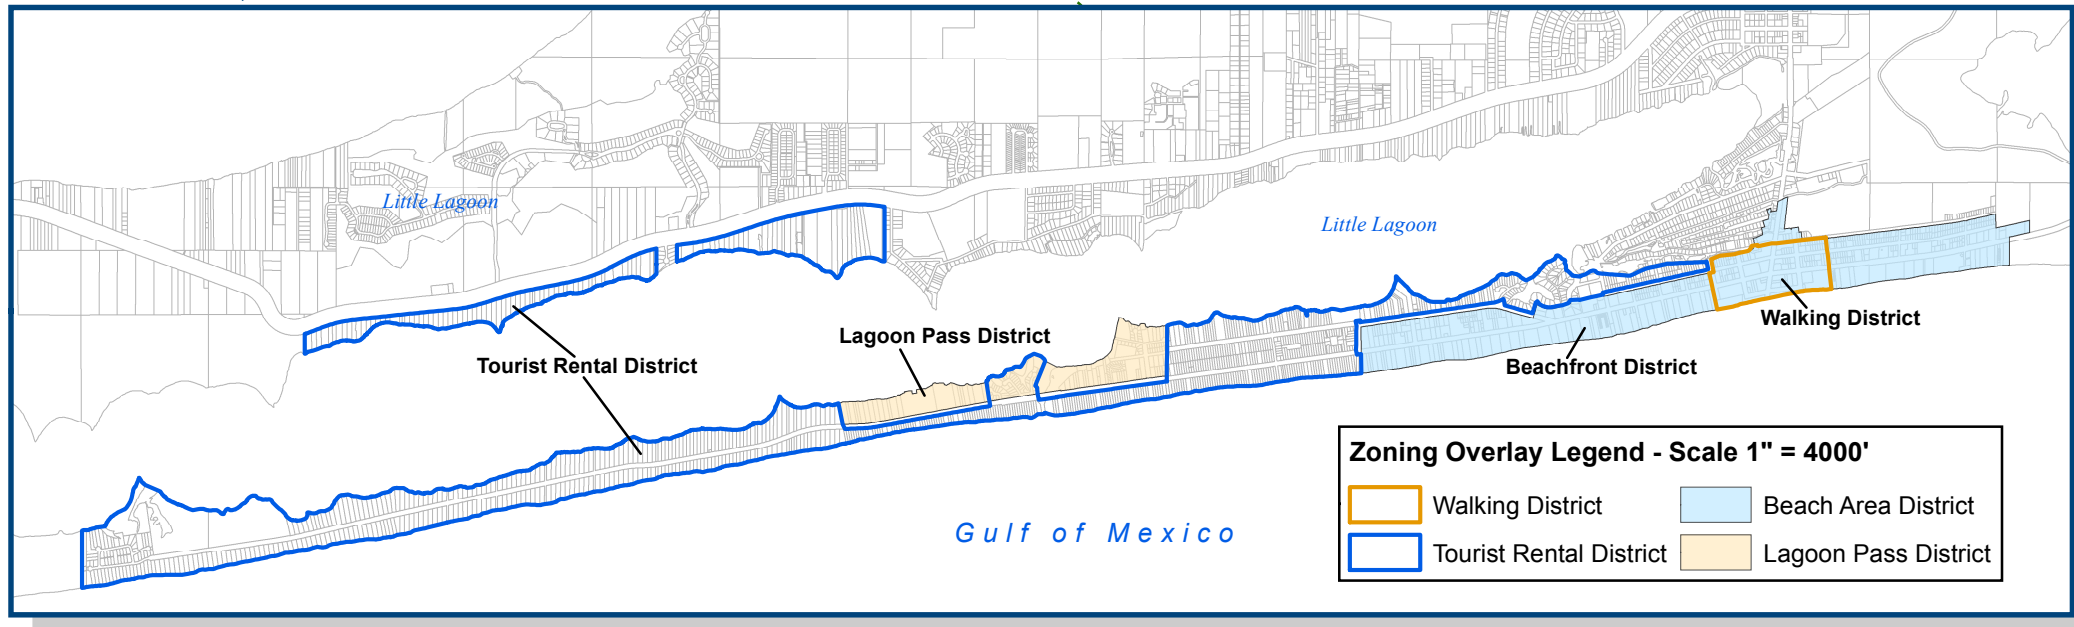 Little Lagoon
Little Lagoon
Lagoon Pass District
Tourist Rental District
Walking District
Beachfront District
Gulf of Mexico
Zoning Overlay Legend - Scale 1" = 4000'
Walking District
Beach Area District
Tourist Rental District
Lagoon Pass District